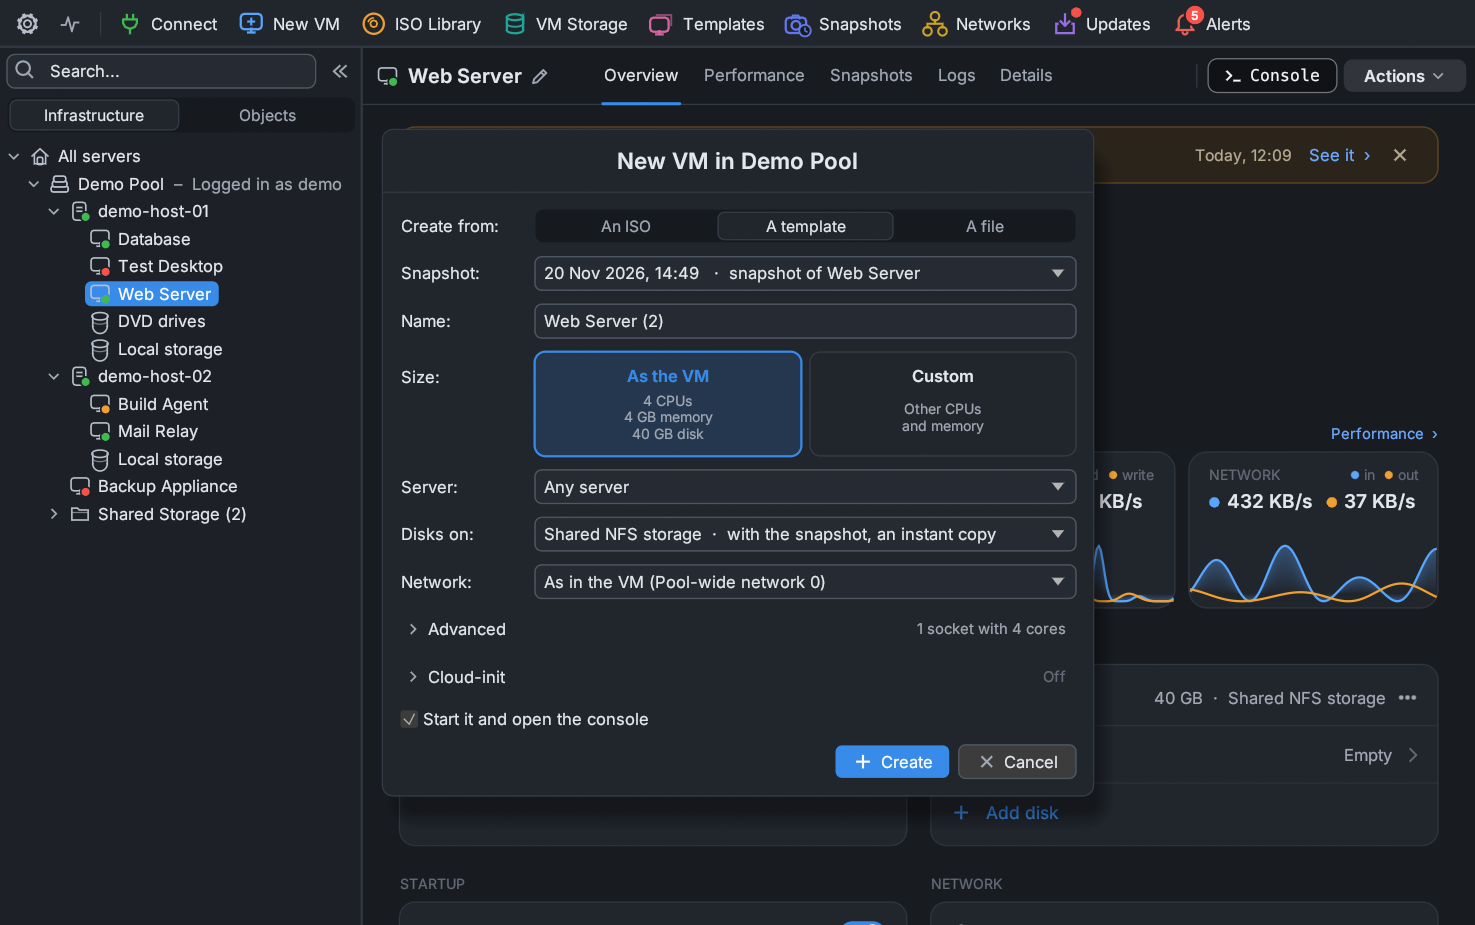 Connect New VM ISO Library VM Storage Templates Snapshots Networks Updates 5 Alerts
Search...
Web Server Overview Performance Snapshots Logs Details >_ Console Actions
Infrastructure Objects
All servers
Demo Pool – Logged in as demo
demo-host-01
Database
Test Desktop
Web Server
DVD drives
Local storage
demo-host-02
Build Agent
Mail Relay
Local storage
Backup Appliance
Shared Storage (2)
Today, 12:09 See it ›
New VM in Demo Pool
Create from: An ISO A template A file
Snapshot: 20 Nov 2026, 14:49 · snapshot of Web Server
Name: Web Server (2)
Size: As the VM
4 CPUs
4 GB memory
40 GB disk
Custom
Other CPUs
and memory
Server: Any server
Disks on: Shared NFS storage · with the snapshot, an instant copy
Network: As in the VM (Pool-wide network 0)
Advanced 1 socket with 4 cores
Cloud-init Off
Start it and open the console
+ Create Cancel
Performance ›
write
KB/s
NETWORK in out
432 KB/s 37 KB/s
40 GB · Shared NFS storage
Empty
+ Add disk
STARTUP
NETWORK